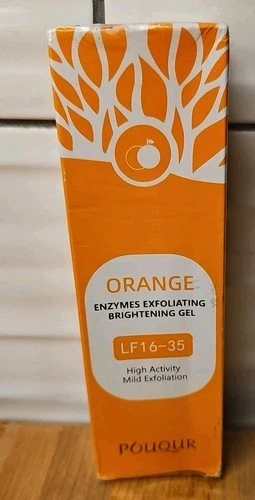 ORANGE
ENZYMES EXFOLIATING
BRIGHTENING GEL
LF16-35
High Activity
Mild Exfoliation
POUQUR